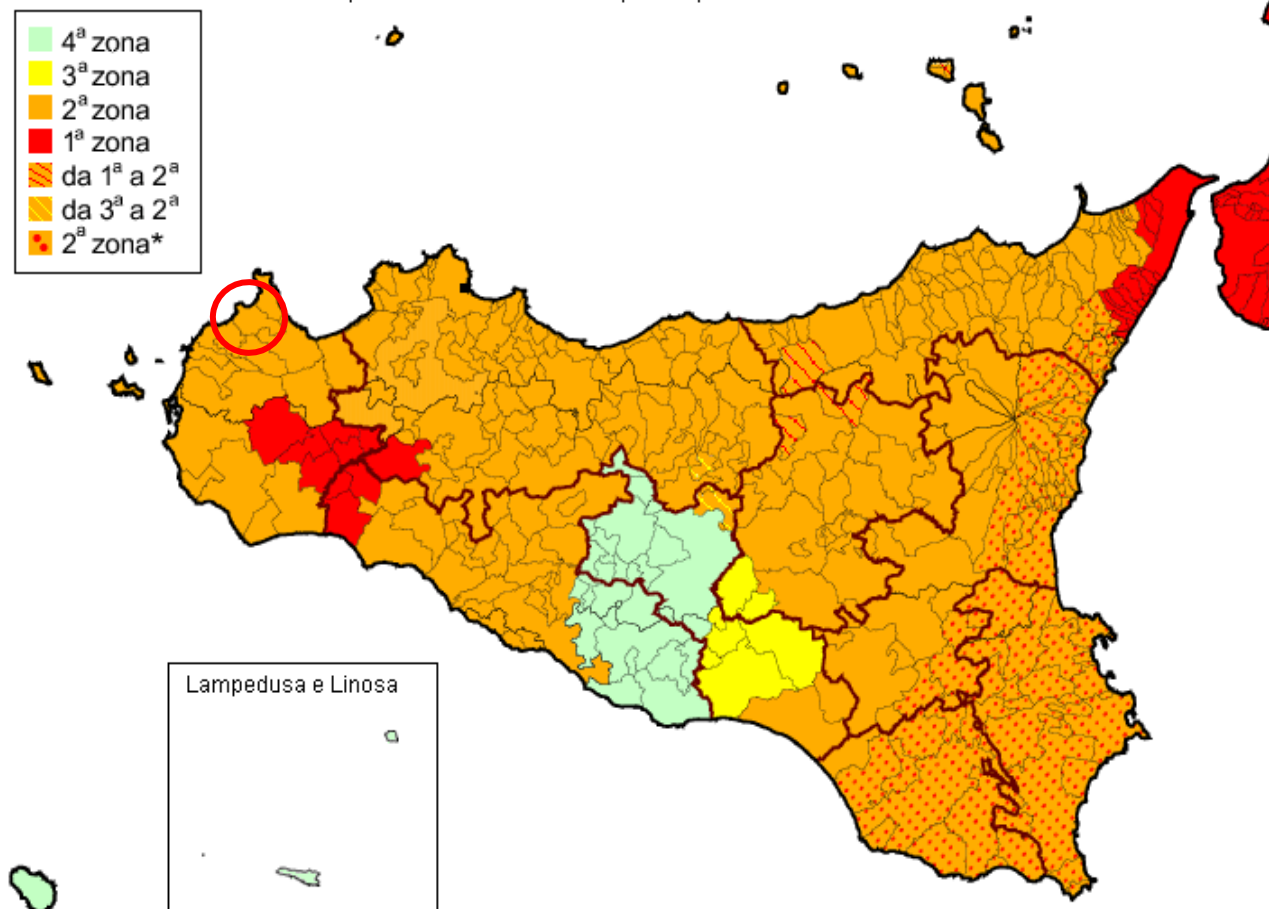 4ª zona
3ª zona
2ª zona
1ª zona
da 1ª a 2ª
da 3ª a 2ª
2ª zona*
Lampedusa e Linosa